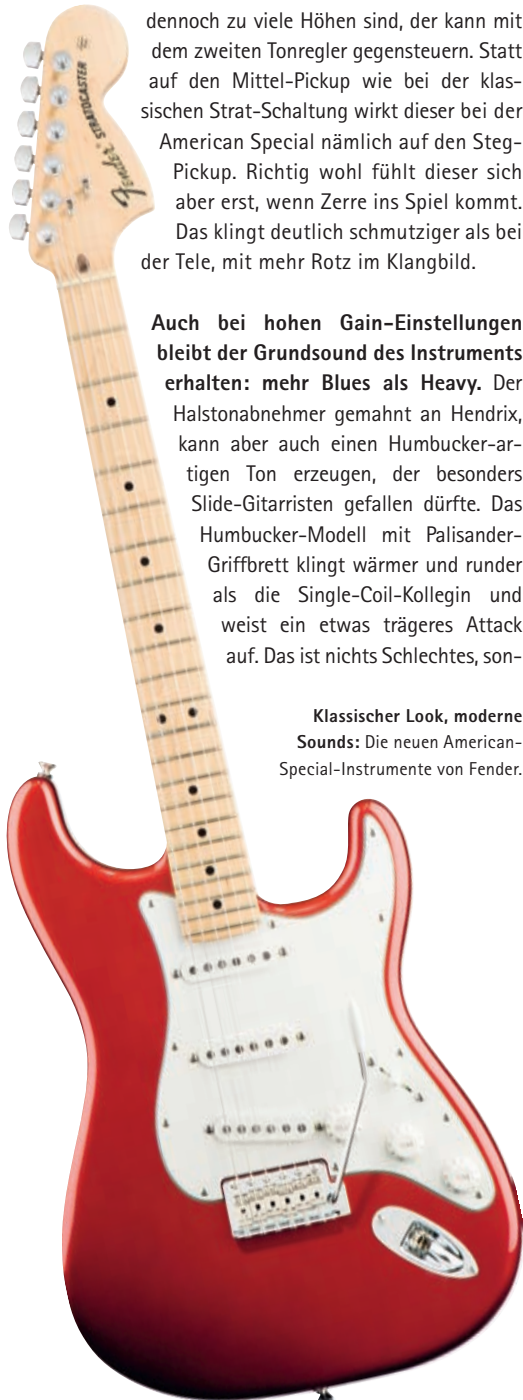 dennoch zu viele Höhen sind, der kann mit
dem zweiten Tonregler gegensteuern. Statt
auf den Mittel-Pickup wie bei der klas-
sischen Strat-Schaltung wirkt dieser bei der
American Special nämlich auf den Steg-
Pickup. Richtig wohl fühlt dieser sich
aber erst, wenn Zerre ins Spiel kommt.
Das klingt deutlich schmutziger als bei
der Tele, mit mehr Rotz im Klangbild.
Auch bei hohen Gain-Einstellungen
bleibt der Grundsound des Instruments
erhalten: mehr Blues als Heavy. Der
Halstonabnehmer gemahnt an Hendrix,
kann aber auch einen Humbucker-ar-
tigen Ton erzeugen, der besonders
Slide-Gitarristen gefallen dürfte. Das
Humbucker-Modell mit Palisander-
Griffbrett klingt wärmer und runder
als die Single-Coil-Kollegin und
weist ein etwas trägeres Attack
auf. Das ist nichts Schlechtes, son-
Klassischer Look, moderne
Sounds: Die neuen American-
Special-Instrumente von Fender.
Fender STRATOCASTER